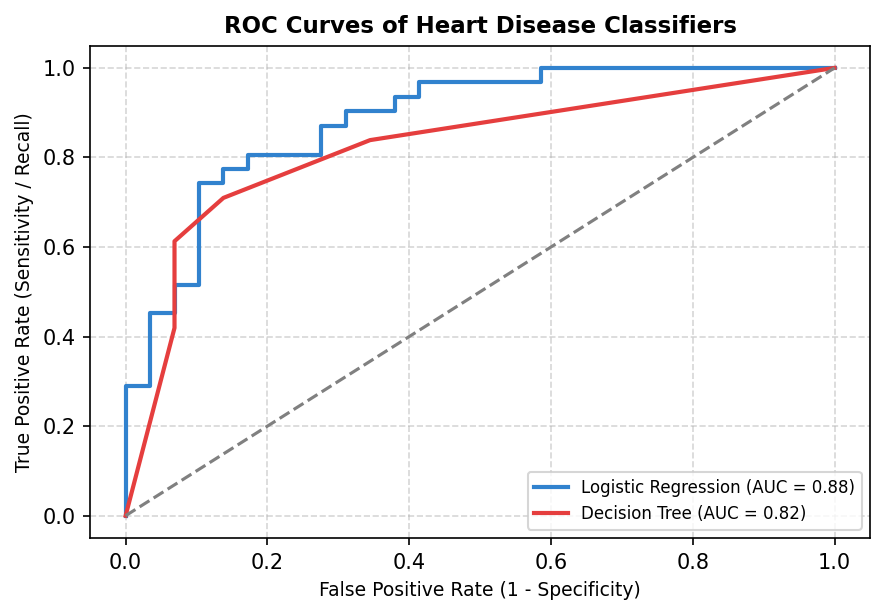 ROC Curves of Heart Disease Classifiers
True Positive Rate (Sensitivity / Recall)
1.0
0.8
0.6
0.4
0.2
0.0
0.0 0.2 0.4 0.6 0.8 1.0
False Positive Rate (1 - Specificity)
Logistic Regression (AUC = 0.88)
Decision Tree (AUC = 0.82)